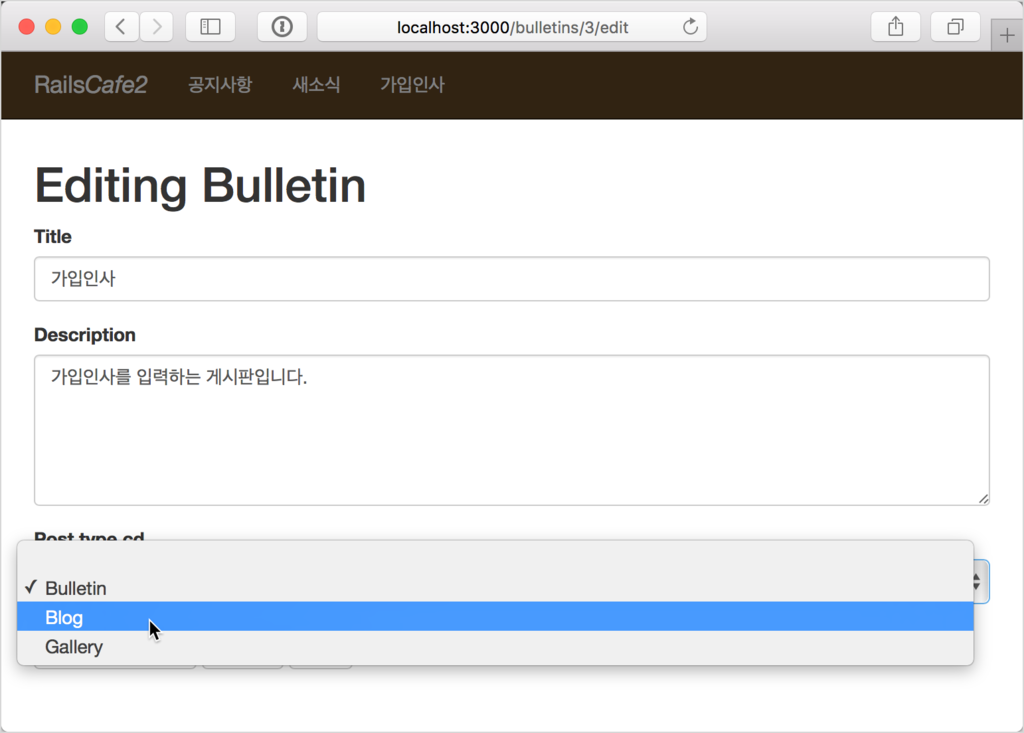 localhost:3000/bulletins/3/edit
RailsCafe2 공지사항 새소식 가입인사
Editing Bulletin
Title
가입인사
Description
가입인사를 입력하는 게시판입니다.
Post type cd
✓ Bulletin
Blog
Gallery